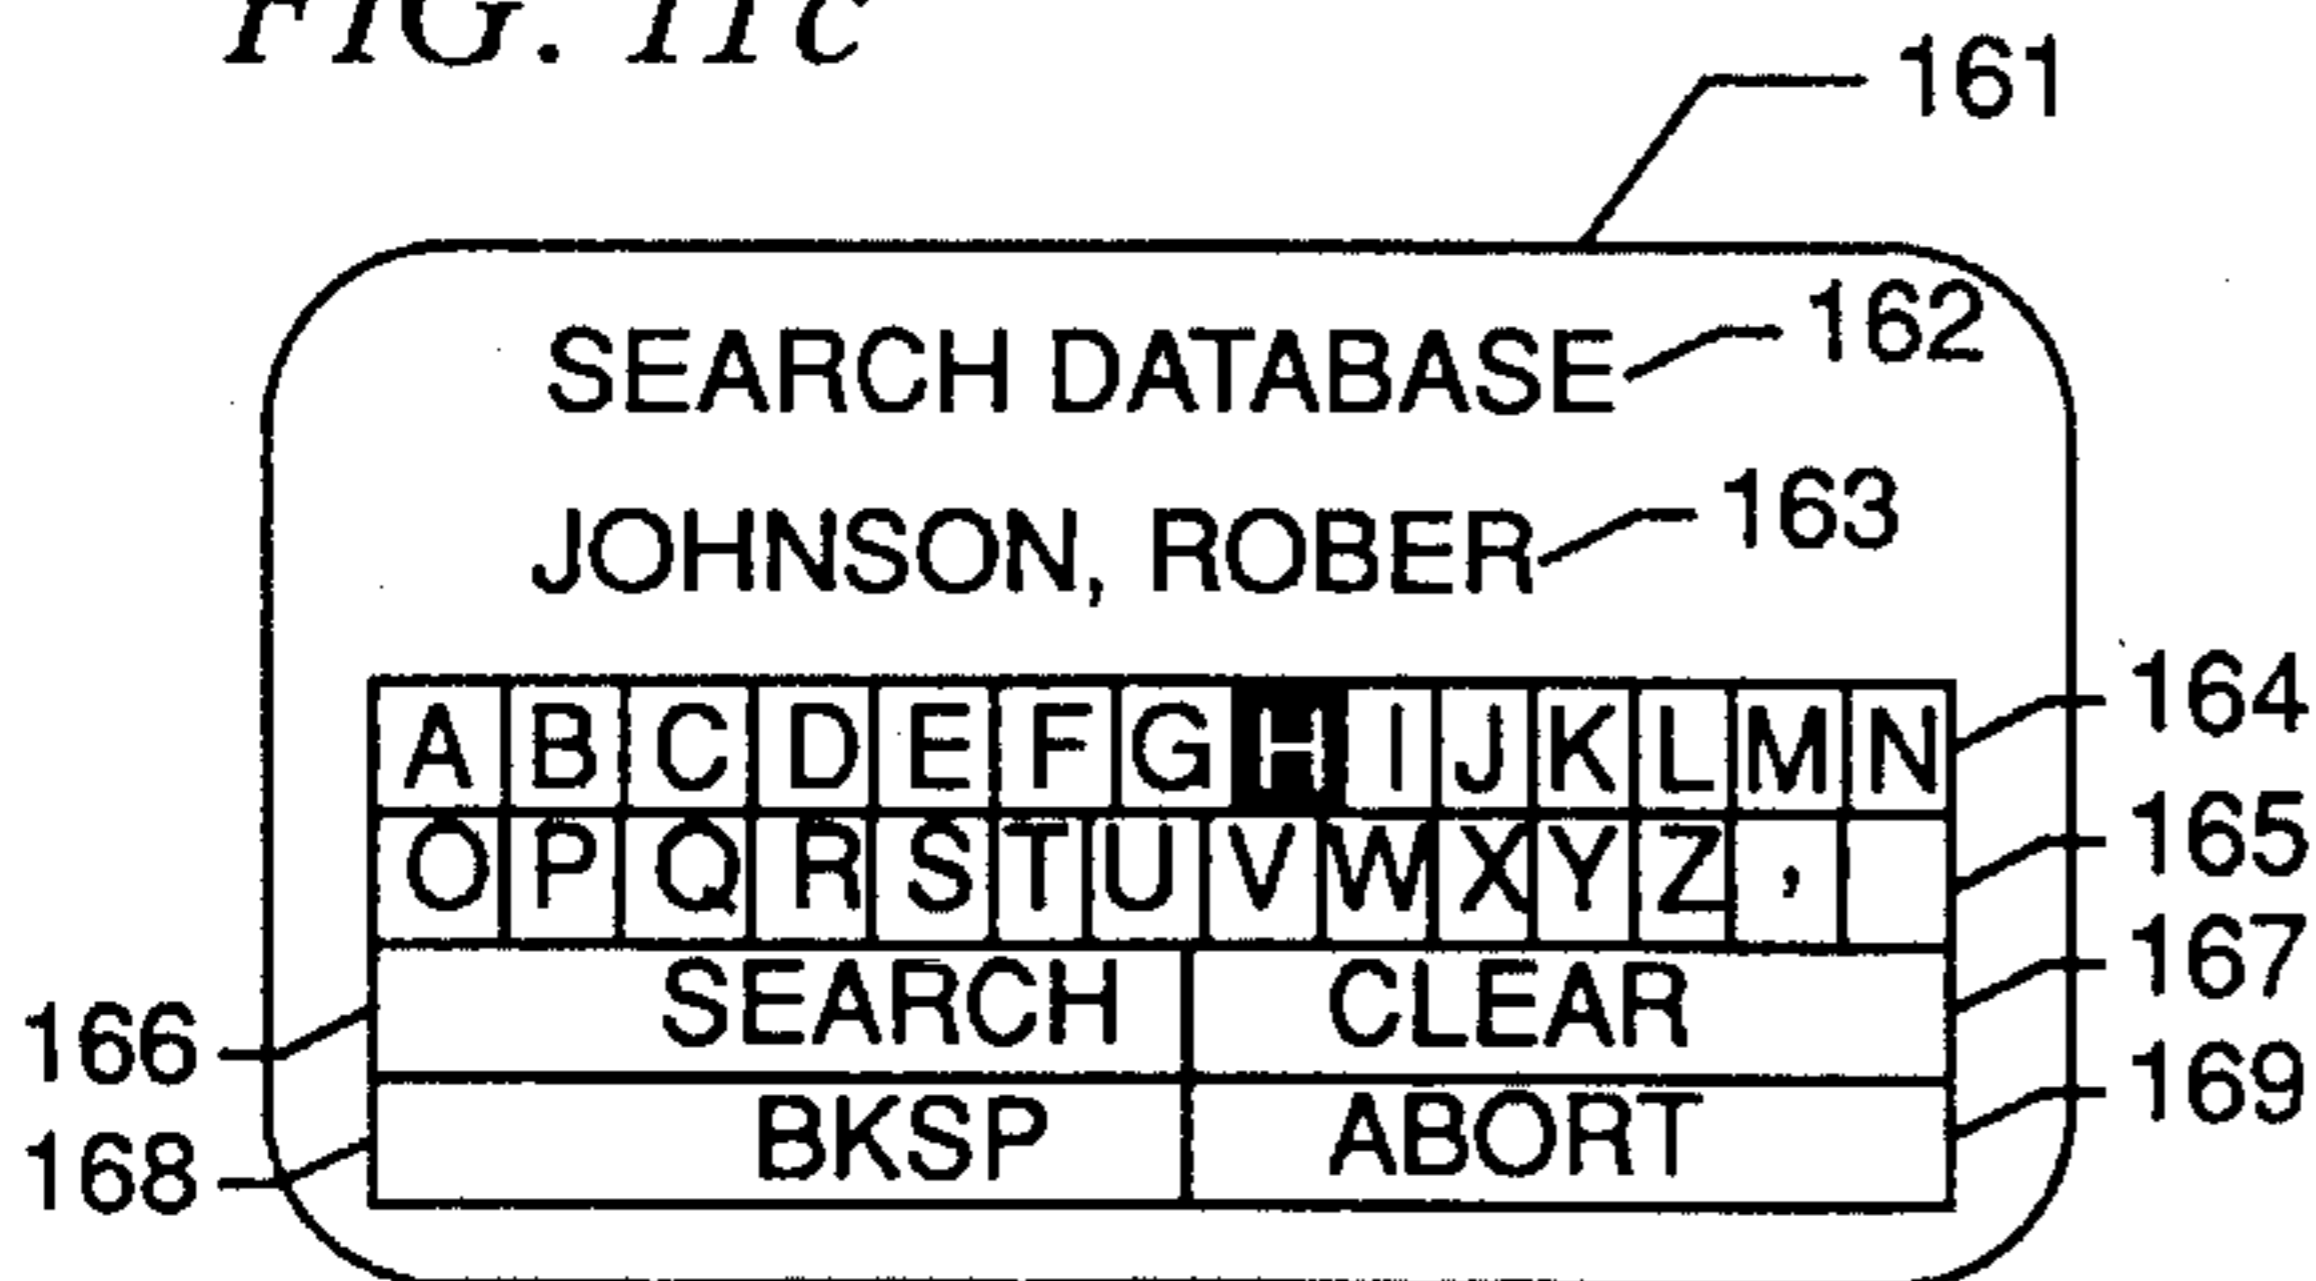 FIG. 11c
161
SEARCH DATABASE 162
JOHNSON, ROBER 163
A B C D E F G H I J K L M N 164
O P Q R S T U V W X Y Z , 165
166 SEARCH CLEAR 167
168 BKSP ABORT 169